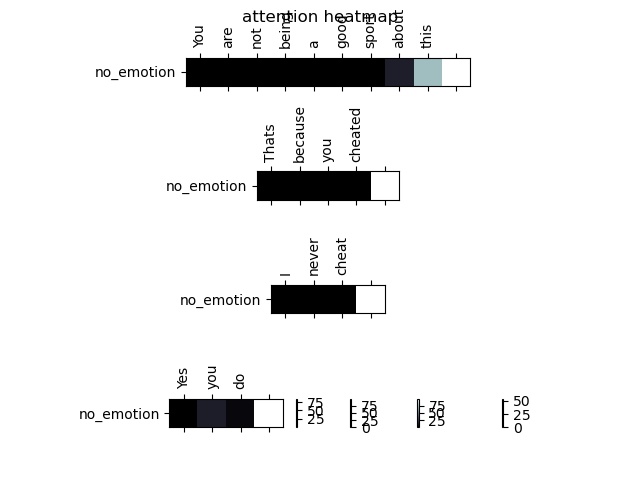 attention heatmap
You are not being a good sport about this
no_emotion
Thats because you cheated
no_emotion
I never cheat
no_emotion
Yes you do
no_emotion
75 75 75 50
50 50 50 25
25 25 25 0
0